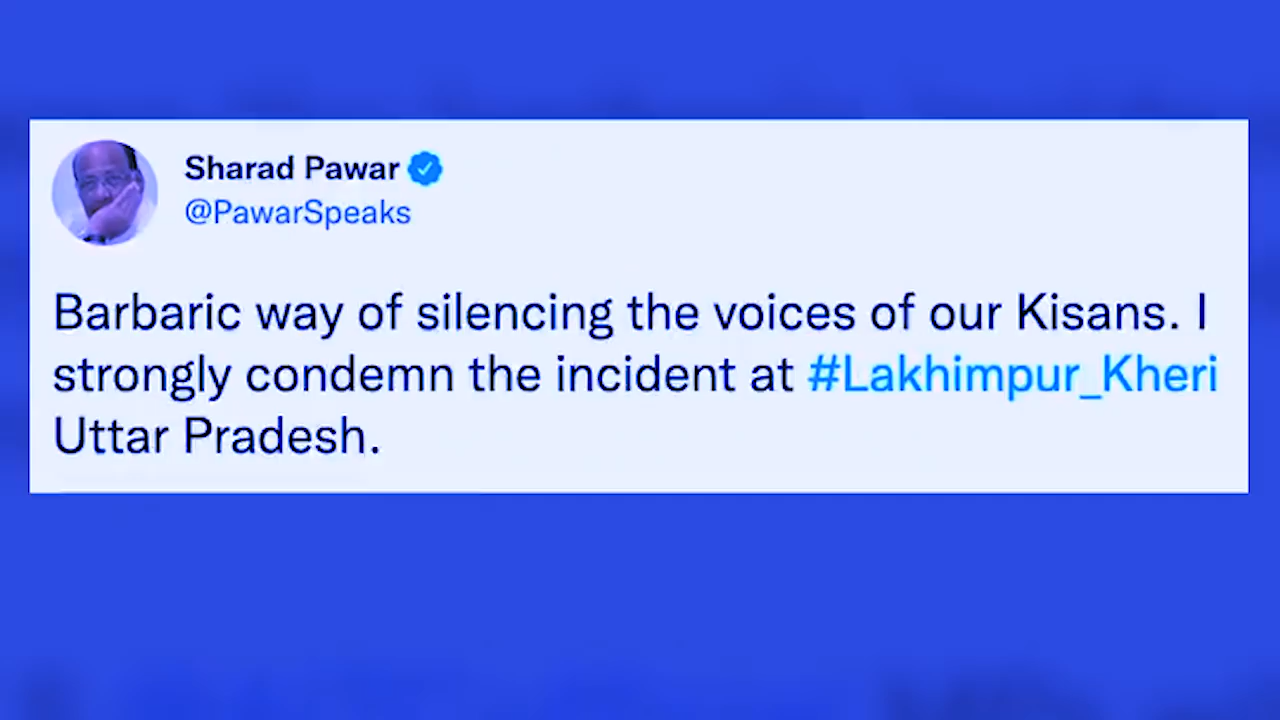 Sharad Pawar
@PawarSpeaks
Barbaric way of silencing the voices of our Kisans. I
strongly condemn the incident at #Lakhimpur_Kheri
Uttar Pradesh.